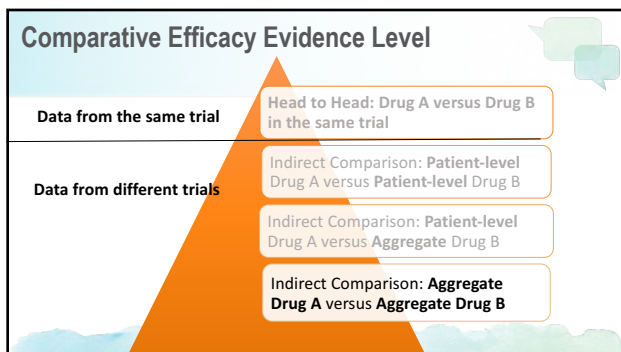 Comparative Efficacy Evidence Level
Data from the same trial
Head to Head: Drug A versus Drug B
in the same trial
Data from different trials
Indirect Comparison: Patient-level
Drug A versus Patient-level Drug B
Indirect Comparison: Patient-level
Drug A versus Aggregate Drug B
Indirect Comparison: Aggregate
Drug A versus Aggregate Drug B